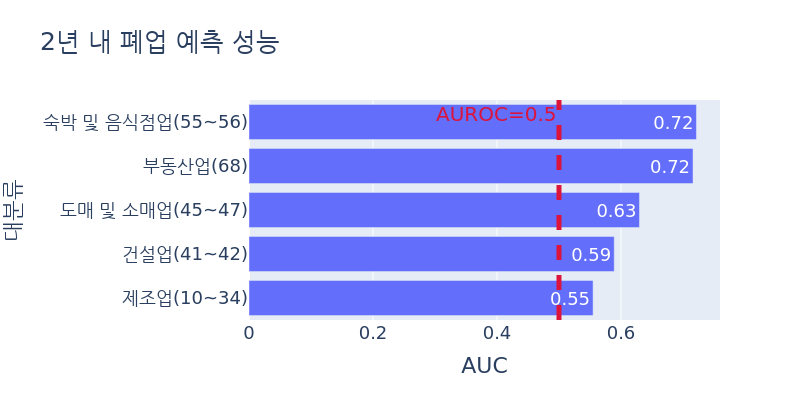 2년 내 폐업 예측 성능
AUROC=0.5
숙박 및 음식점업(55~56)
0.72
부동산업(68)
0.72
도매 및 소매업(45~47)
0.63
건설업(41~42)
0.59
제조업(10~34)
0.55
대분류
0
0.2
0.4
0.6
AUC